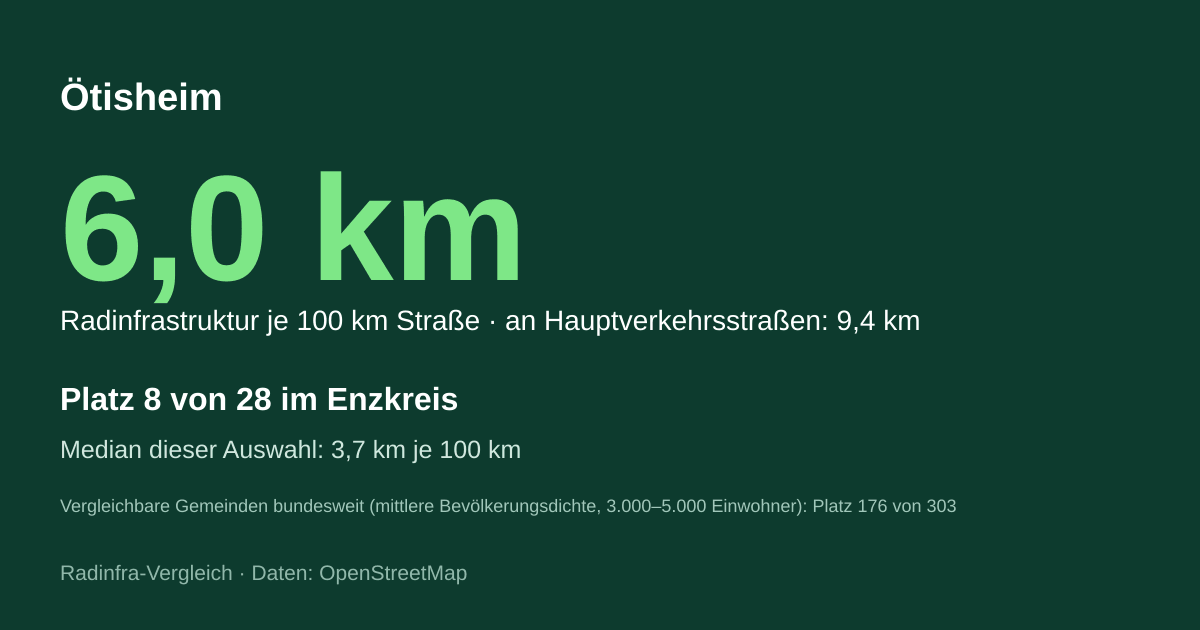 Ötisheim
6,0 km
Radinfrastruktur je 100 km Straße · an Hauptverkehrsstraßen: 9,4 km
Platz 8 von 28 im Enzkreis
Median dieser Auswahl: 3,7 km je 100 km
Vergleichbare Gemeinden bundesweit (mittlere Bevölkerungsdichte, 3.000–5.000 Einwohner): Platz 176 von 303
Radinfra-Vergleich · Daten: OpenStreetMap